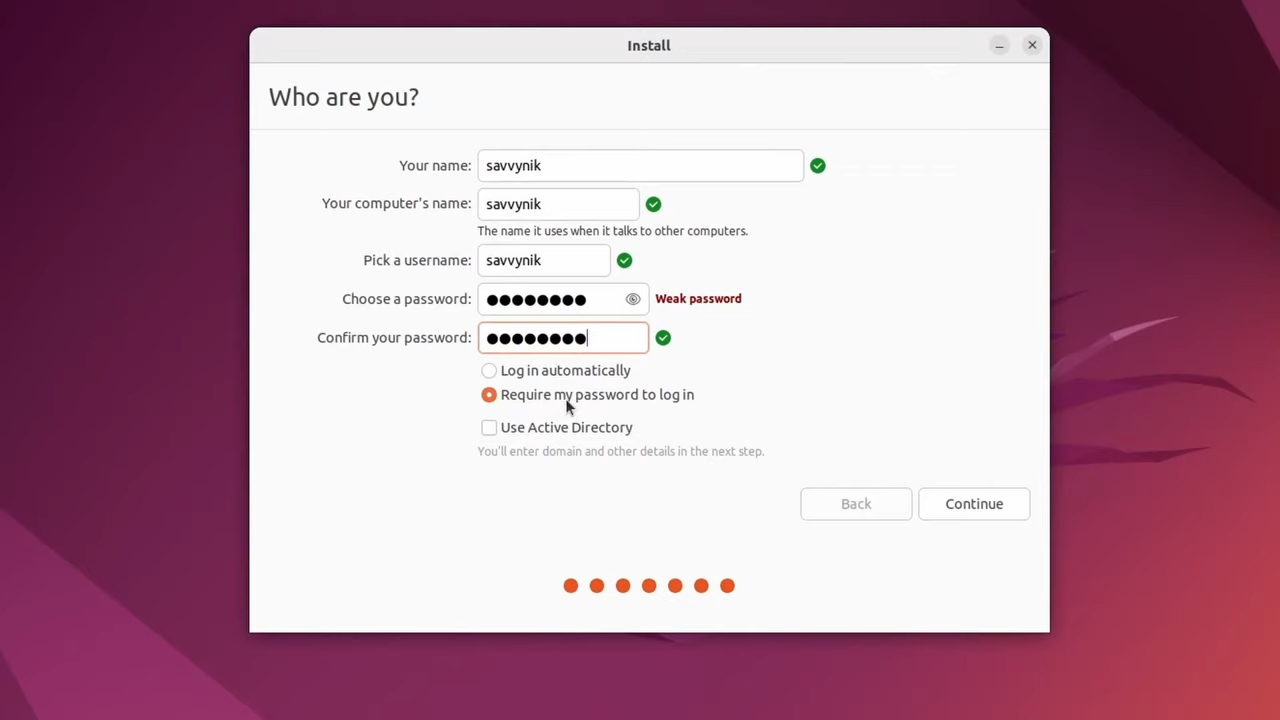 Install
Who are you?
Your name: savvynik
Your computer's name: savvynik
The name it uses when it talks to other computers.
Pick a username: savvynik
Choose a password: ●●●●●●●● Weak password
Confirm your password: ●●●●●●●●
Log in automatically
Require my password to log in
Use Active Directory
You'll enter domain and other details in the next step.
Back Continue